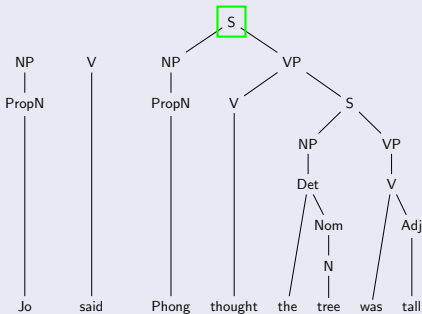 S
NP V NP VP
PropN PropN V S
NP VP
Det V
Nom Adj
N
Jo said Phong thought the tree was tall